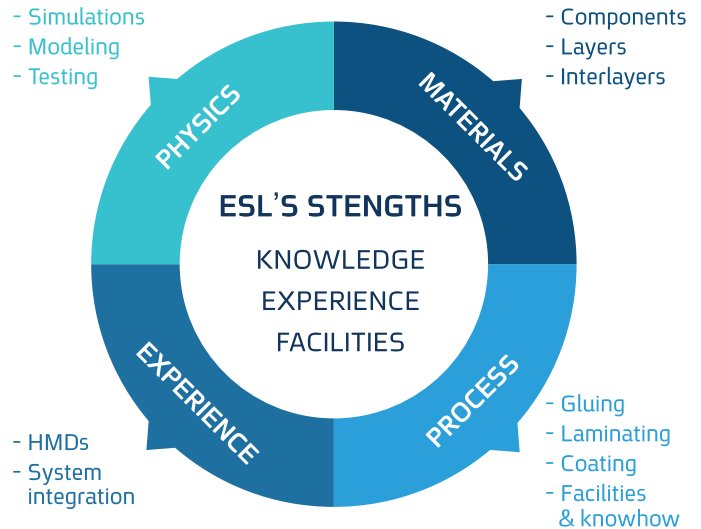 - Simulations
- Modeling
- Testing
- Components
- Layers
- Interlayers
PHYSICS
MATERIALS
ESL'S STENGTHS
KNOWLEDGE
EXPERIENCE
FACILITIES
EXPERIENCE
PROCESS
- HMDs
- System
integration
- Gluing
- Laminating
- Coating
- Facilities
& knowhow